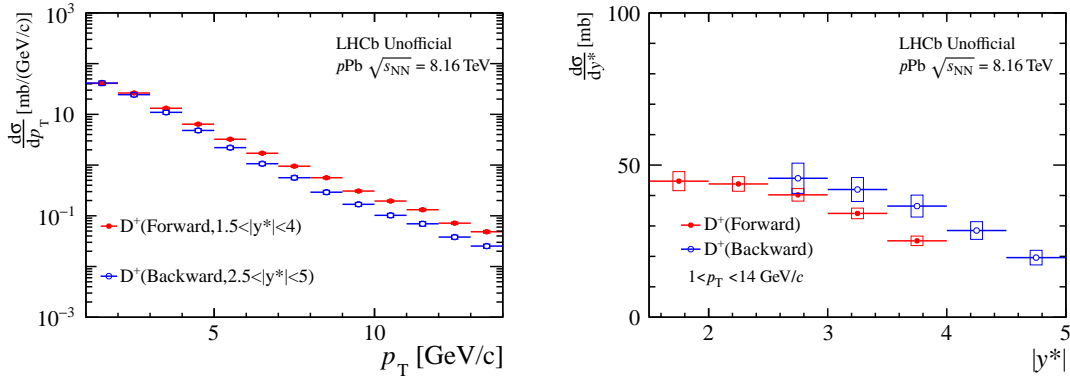 dσ/dp_T [mb/(GeV/c)]
10³
10
10⁻¹
10⁻³
LHCb Unofficial
pPb √s_NN = 8.16 TeV
D⁺(Forward,1.5<|y*|<4)
D⁺(Backward,2.5<|y*|<5)
5
10
p_T [GeV/c]
dσ/dy* [mb]
100
50
0
LHCb Unofficial
pPb √s_NN = 8.16 TeV
D⁺(Forward)
D⁺(Backward)
1<p_T <14 GeV/c
2
3
4
5
|y*|